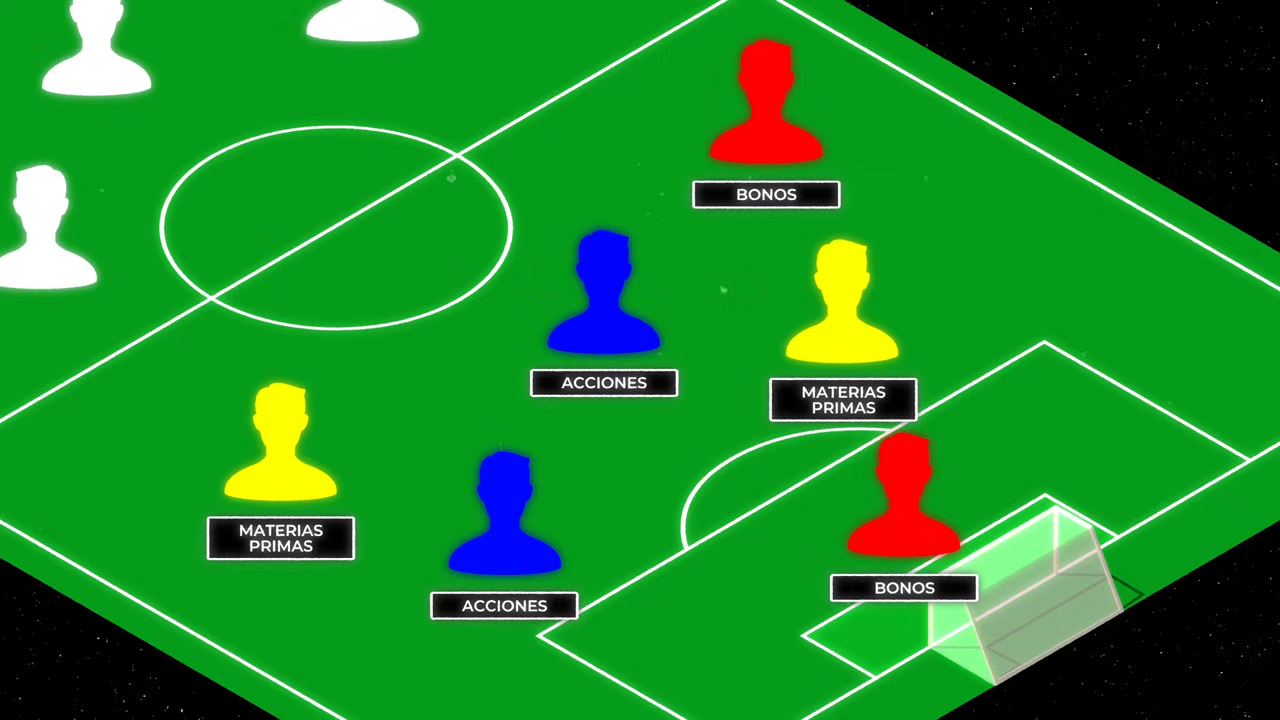 BONOS
ACCIONES
MATERIAS
PRIMAS
MATERIAS
PRIMAS
ACCIONES
BONOS